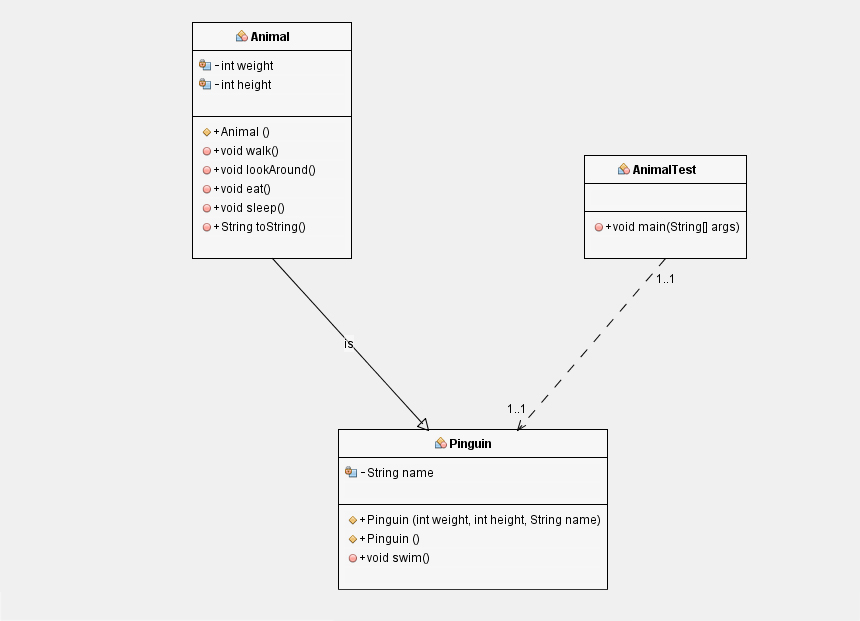 Animal
- int weight
- int height
+ Animal ()
+ void walk()
+ void lookAround()
+ void eat()
+ void sleep()
+ String toString()
AnimalTest
+ void main(String[] args)
1..1
is
1..1
Pinguin
- String name
+ Pinguin (int weight, int height, String name)
+ Pinguin ()
+ void swim()